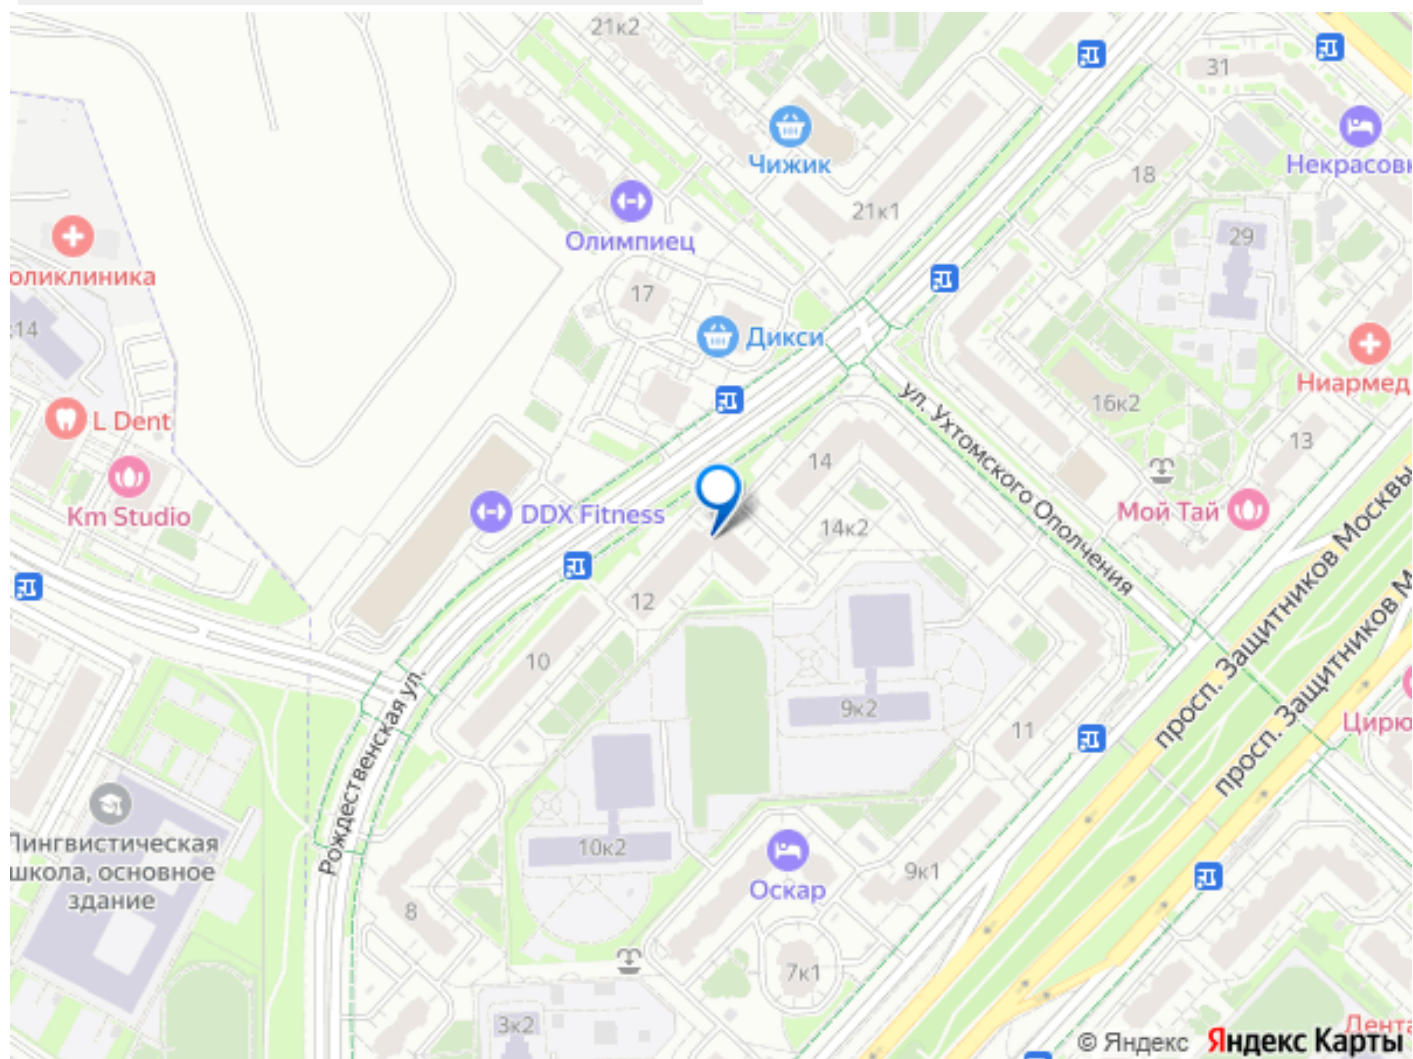 21к2
31
Чижик
Некрасовк
18
21к1
Олимпиец
29
оликлиника
17
к14
Дикси
Ниармед
16к2
L Dent
ул. Ухтомского Ополчения
13
14
Km Studio
DDX Fitness
Мой Тай
14к2
просп. Защитников Москвы
12
просп. Защитников М
10
9к2
11
Цирю
Рождественская ул.
Лингвистическая
школа, основное
здание
10к2
Оскар
9к1
8
7к1
3к2
Дента
© Яндекс Яндекс Карты